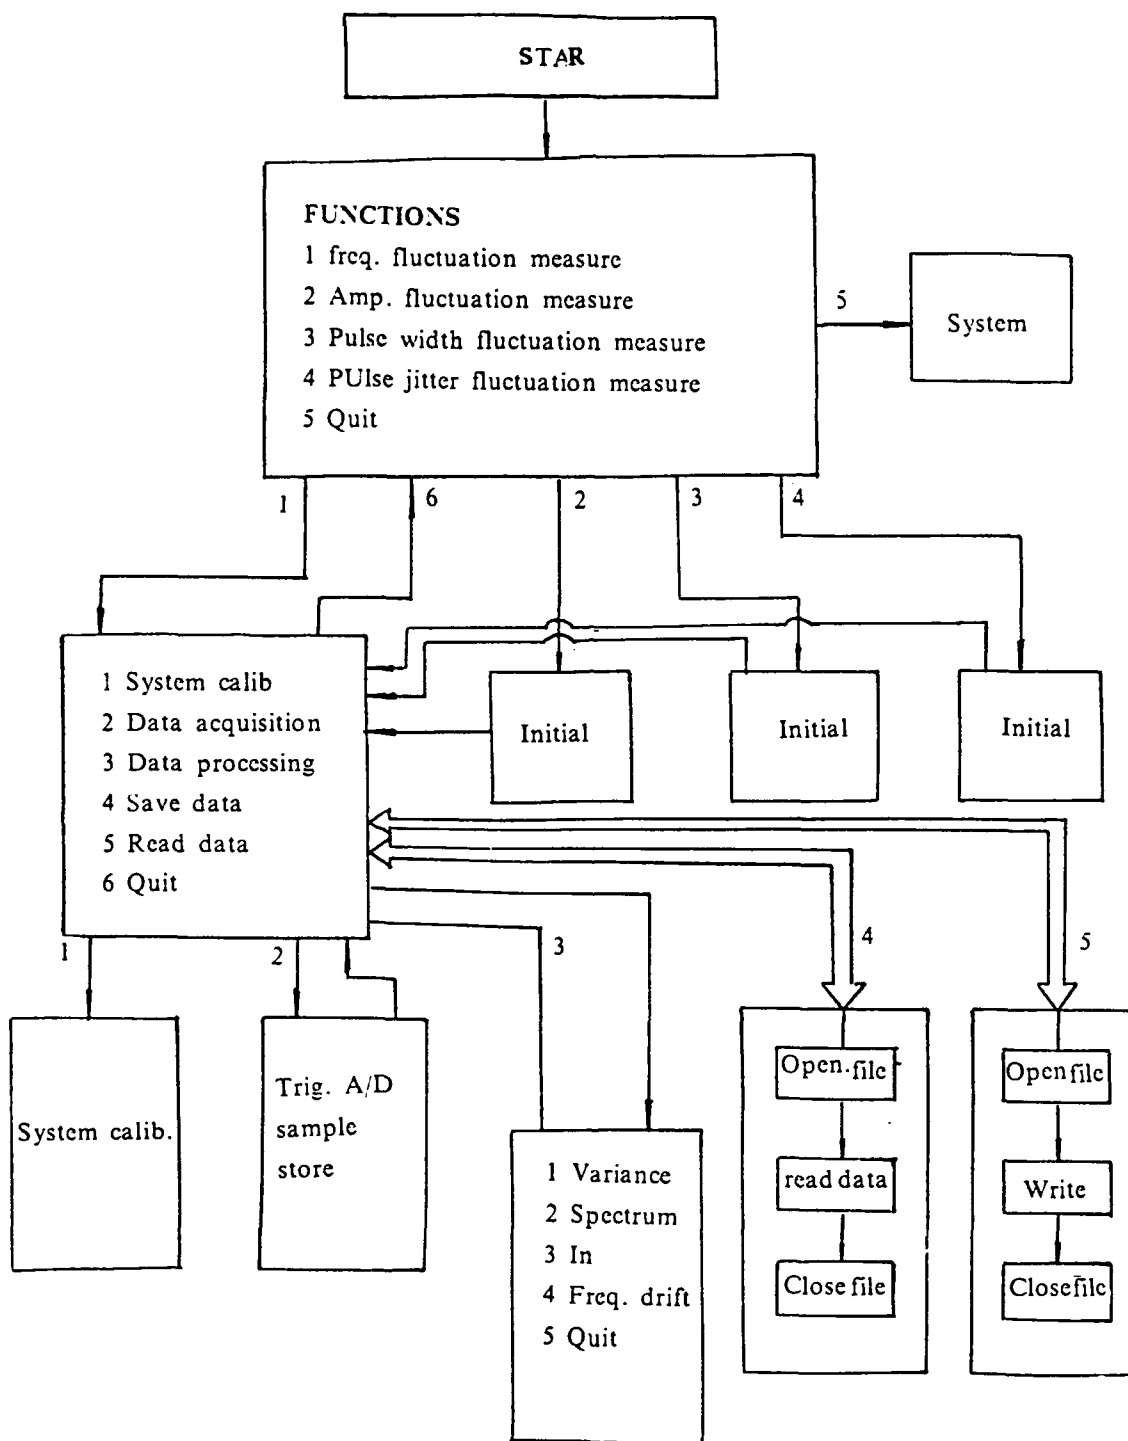 STAR
FUNCTIONS
1 freq. fluctuation measure
2 Amp. fluctuation measure
3 Pulse width fluctuation measure
4 PUlse jitter fluctuation measure
5 Quit
5
System
1
6
2
3
4
1 System calib
2 Data acquisition
3 Data processing
4 Save data
5 Read data
6 Quit
Initial
Initial
Initial
1
2
3
4
5
System calib.
Trig. A/D
sample
store
1 Variance
2 Spectrum
3 In
4 Freq. drift
5 Quit
Open. file
read data
Close file
Open file
Write
Close file